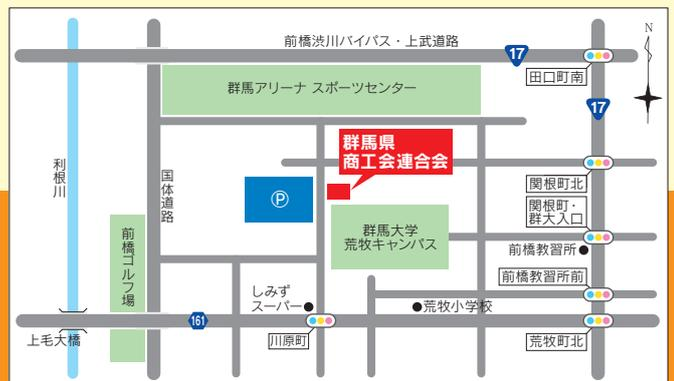 前橋渋川バイパス・上武道路
17
N
田口町南
群馬アリーナ スポーツセンター
17
群馬県
商工会連合会
利根川
国体道路
関根町北
P
関根町・
群大入口
群馬大学
荒牧キャンパス
前橋教習所
前橋ゴルフ場
前橋教習所前
しみず
スーパー
荒牧小学校
161
上毛大橋
川原町
荒牧町北